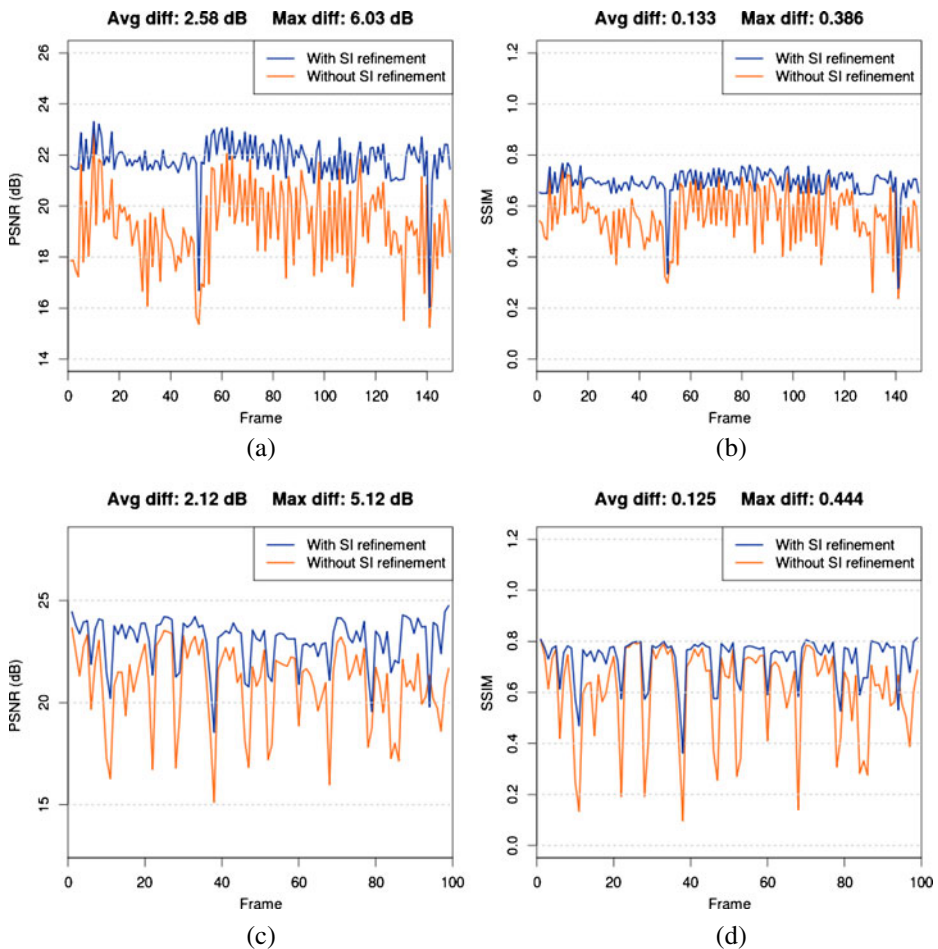 Avg diff: 2.58 dB Max diff: 6.03 dB
With SI refinement
Without SI refinement
PSNR (dB)
26
24
22
20
18
16
14
0 20 40 60 80 100 120 140
Frame
(a)
Avg diff: 0.133 Max diff: 0.386
With SI refinement
Without SI refinement
SSIM
1.2
1.0
0.8
0.6
0.4
0.2
0.0
0 20 40 60 80 100 120 140
Frame
(b)
Avg diff: 2.12 dB Max diff: 5.12 dB
With SI refinement
Without SI refinement
PSNR (dB)
25
20
15
0 20 40 60 80 100
Frame
(c)
Avg diff: 0.125 Max diff: 0.444
With SI refinement
Without SI refinement
SSIM
1.2
1.0
0.8
0.6
0.4
0.2
0.0
0 20 40 60 80 100
Frame
(d)